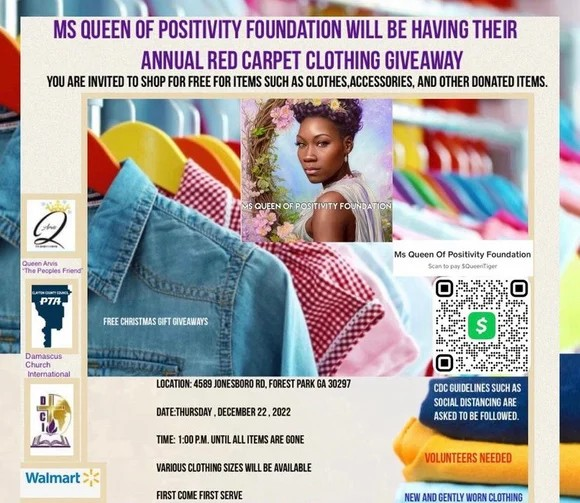 MS QUEEN OF POSITIVITY FOUNDATION WILL BE HAVING THEIR
ANNUAL RED CARPET CLOTHING GIVEAWAY
YOU ARE INVITED TO SHOP FOR FREE FOR ITEMS SUCH AS CLOTHES,ACCESSORIES, AND OTHER DONATED ITEMS.
MS QUEEN OF POSITIVITY FOUNDATION
Arvis
Q
Queen Arvis
"The Peoples Friend"
Ms Queen Of Positivity Foundation
Scan to pay $QueenTiger
$
CLAYTON COUNTY COUNCIL
PTA
FREE CHRISTMAS GIFT GIVEAWAYS
Damascus
Church
International
D
C
I
Walmart
LOCATION: 4589 JONESBORO RD, FOREST PARK GA 30297
DATE:THURSDAY , DECEMBER 22 , 2022
TIME: 1:00 P.M. UNTIL ALL ITEMS ARE GONE
VARIOUS CLOTHING SIZES WILL BE AVAILABLE
FIRST COME FIRST SERVE
CDC GUIDELINES SUCH AS
SOCIAL DISTANCING ARE
ASKED TO BE FOLLOWED.
VOLUNTEERS NEEDED
NEW AND GENTLY WORN CLOTHING